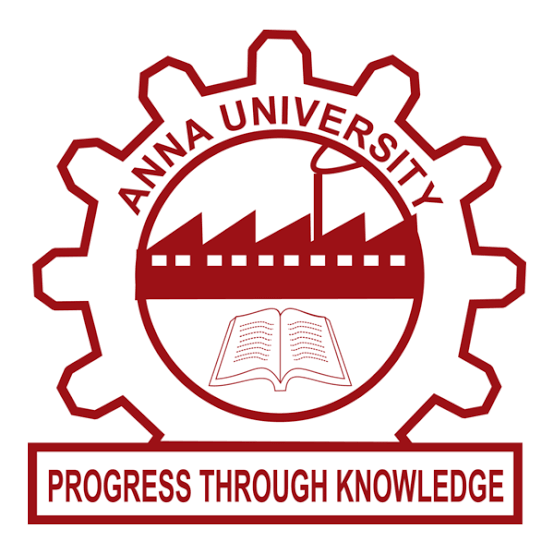 ANNA UNIVERSITY
PROGRESS THROUGH KNOWLEDGE